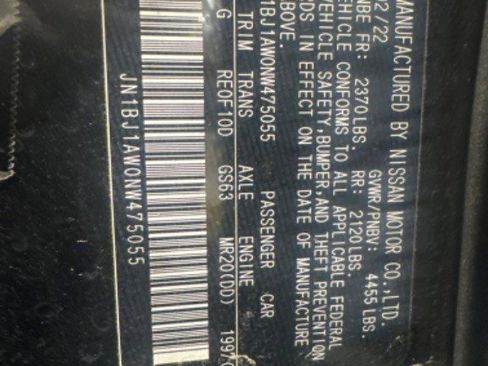 MANUFACTURED BY NISSAN MOTOR CO.,LTD.
02/22 GVWR/PNBV: 4455 LBS.
FR: 2370LBS. RR: 2120LBS.
VEHICLE CONFORMS TO ALL APPLICABLE FEDERAL
VEHICLE SAFETY,BUMPER,AND THEFT PREVENTION
IN EFFECT ON THE DATE OF MANUFACTURE
ABOVE.
1BJ1AW0NW475055 PASSENGER CAR
TRIM TRANS AXLE ENGINE
G RE0F10D GS63 MR20(DD) 1997
JN1BJ1AW0NW475055